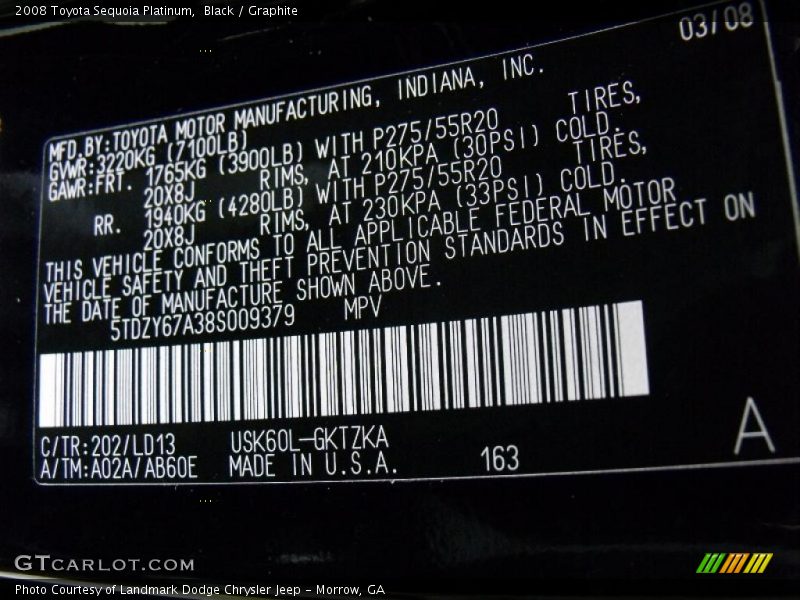 2008 Toyota Sequoia Platinum, Black / Graphite
03/08
MFD.BY:TOYOTA MOTOR MANUFACTURING, INDIANA, INC.
GVWR:3220KG (7100LB)
GAWR:FRT. 1765KG (3900LB) WITH P275/55R20 TIRES,
20X8J RIMS, AT 210KPA (30PSI) COLD.
RR. 1940KG (4280LB) WITH P275/55R20 TIRES,
20X8J RIMS, AT 230KPA (33PSI) COLD.
THIS VEHICLE CONFORMS TO ALL APPLICABLE FEDERAL MOTOR
VEHICLE SAFETY AND THEFT PREVENTION STANDARDS IN EFFECT ON
THE DATE OF MANUFACTURE SHOWN ABOVE.
5TDZY67A38S009379 MPV
C/TR:202/LD13 USK60L-GKTZKA
A/TM:A02A/AB60E MADE IN U.S.A. 163
A
GTCARLOT.COM
Photo Courtesy of Landmark Dodge Chrysler Jeep - Morrow, GA